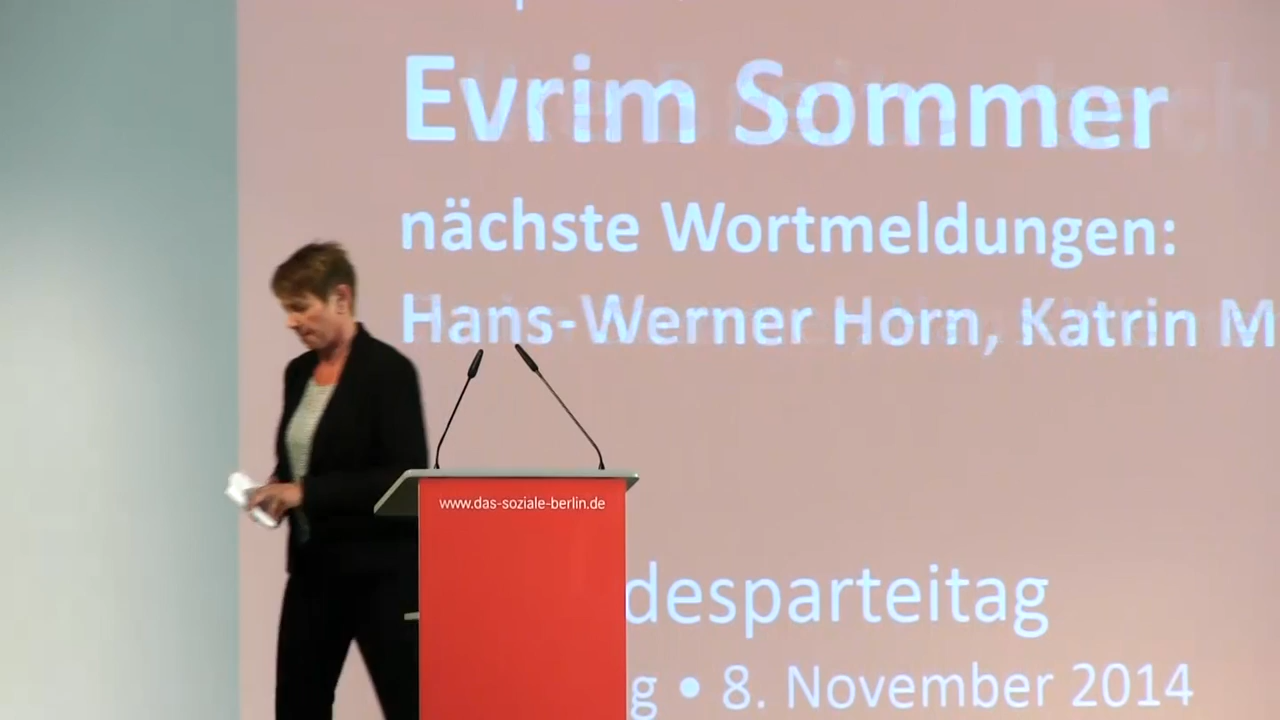 Evrim Sommer
nächste Wortmeldungen:
Hans-Werner Horn, Katrin M
www.das-soziale-berlin.de
desparteitag
g • 8. November 2014